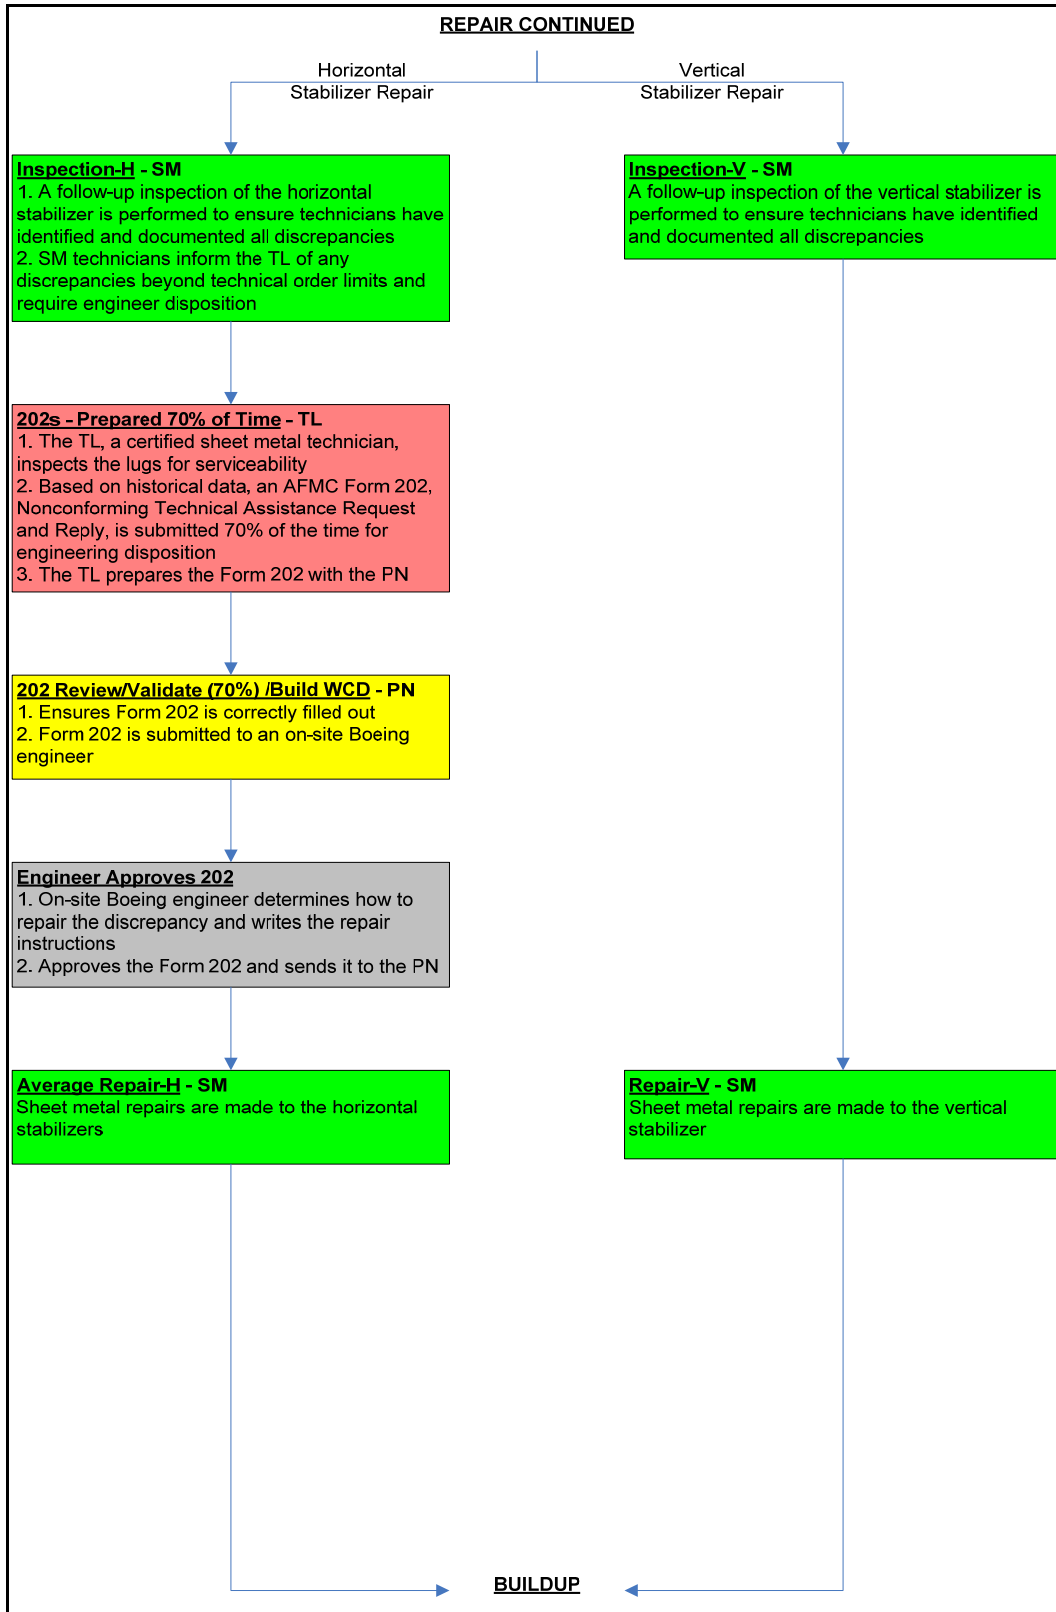 REPAIR CONTINUED
Horizontal
Stabilizer Repair
Vertical
Stabilizer Repair
Inspection-H - SM
1. A follow-up inspection of the horizontal
stabilizer is performed to ensure technicians have
identified and documented all discrepancies
2. SM technicians inform the TL of any
discrepancies beyond technical order limits and
require engineer disposition
Inspection-V - SM
A follow-up inspection of the vertical stabilizer is
performed to ensure technicians have identified
and documented all discrepancies
202s - Prepared 70% of Time - TL
1. The TL, a certified sheet metal technician,
inspects the lugs for serviceability
2. Based on historical data, an AFMC Form 202,
Nonconforming Technical Assistance Request
and Reply, is submitted 70% of the time for
engineering disposition
3. The TL prepares the Form 202 with the PN
202 Review/Validate (70%) /Build WCD - PN
1. Ensures Form 202 is correctly filled out
2. Form 202 is submitted to an on-site Boeing
engineer
Engineer Approves 202
1. On-site Boeing engineer determines how to
repair the discrepancy and writes the repair
instructions
2. Approves the Form 202 and sends it to the PN
Average Repair-H - SM
Sheet metal repairs are made to the horizontal
stabilizers
Repair-V - SM
Sheet metal repairs are made to the vertical
stabilizer
BUILDUP